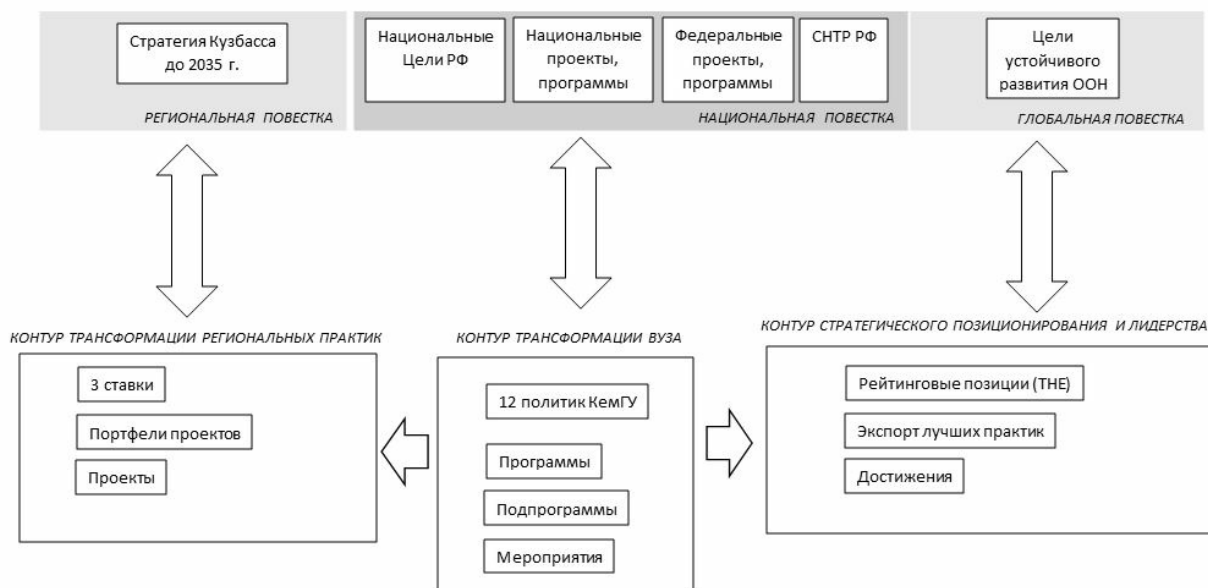 Стратегия Кузбасса
до 2035 г.
РЕГИОНАЛЬНАЯ ПОВЕСТКА
Национальные
Цели РФ
Национальные
проекты,
программы
Федеральные
проекты,
программы
СНТР РФ
НАЦИОНАЛЬНАЯ ПОВЕСТКА
Цели
устойчивого
развития ООН
ГЛОБАЛЬНАЯ ПОВЕСТКА
КОНТУР ТРАНСФОРМАЦИИ РЕГИОНАЛЬНЫХ ПРАКТИК
3 ставки
Портфели проектов
Проекты
КОНТУР ТРАНСФОРМАЦИИ ВУЗА
12 политик КемГУ
Программы
Подпрограммы
Мероприятия
КОНТУР СТРАТЕГИЧЕСКОГО ПОЗИЦИОНИРОВАНИЯ И ЛИДЕРСТВА
Рейтинговые позиции (THE)
Экспорт лучших практик
Достижения